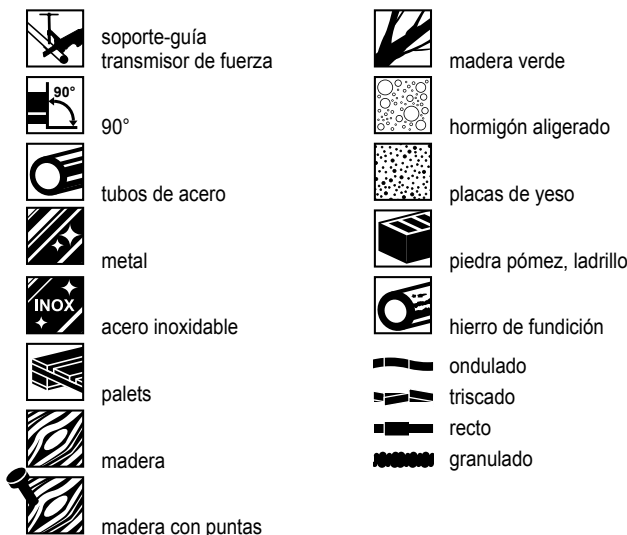 soporte-guía
transmisor de fuerza
90°
90°
tubos de acero
metal
INOX
acero inoxidable
palets
madera
madera con puntas
madera verde
hormigón aligerado
placas de yeso
piedra pómez, ladrillo
hierro de fundición
ondulado
triscado
recto
granulado